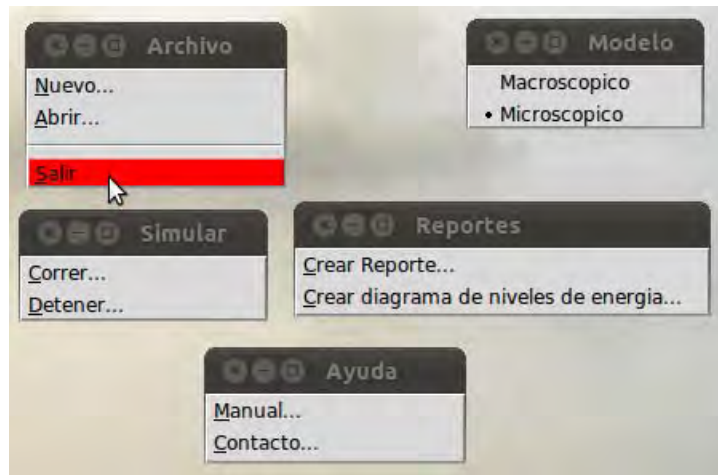 Archivo
Nuevo...
Abrir...
Salir
Modelo
Macroscopico
• Microscopico
Simular
Correr...
Detener...
Reportes
Crear Reporte...
Crear diagrama de niveles de energia...
Ayuda
Manual...
Contacto...